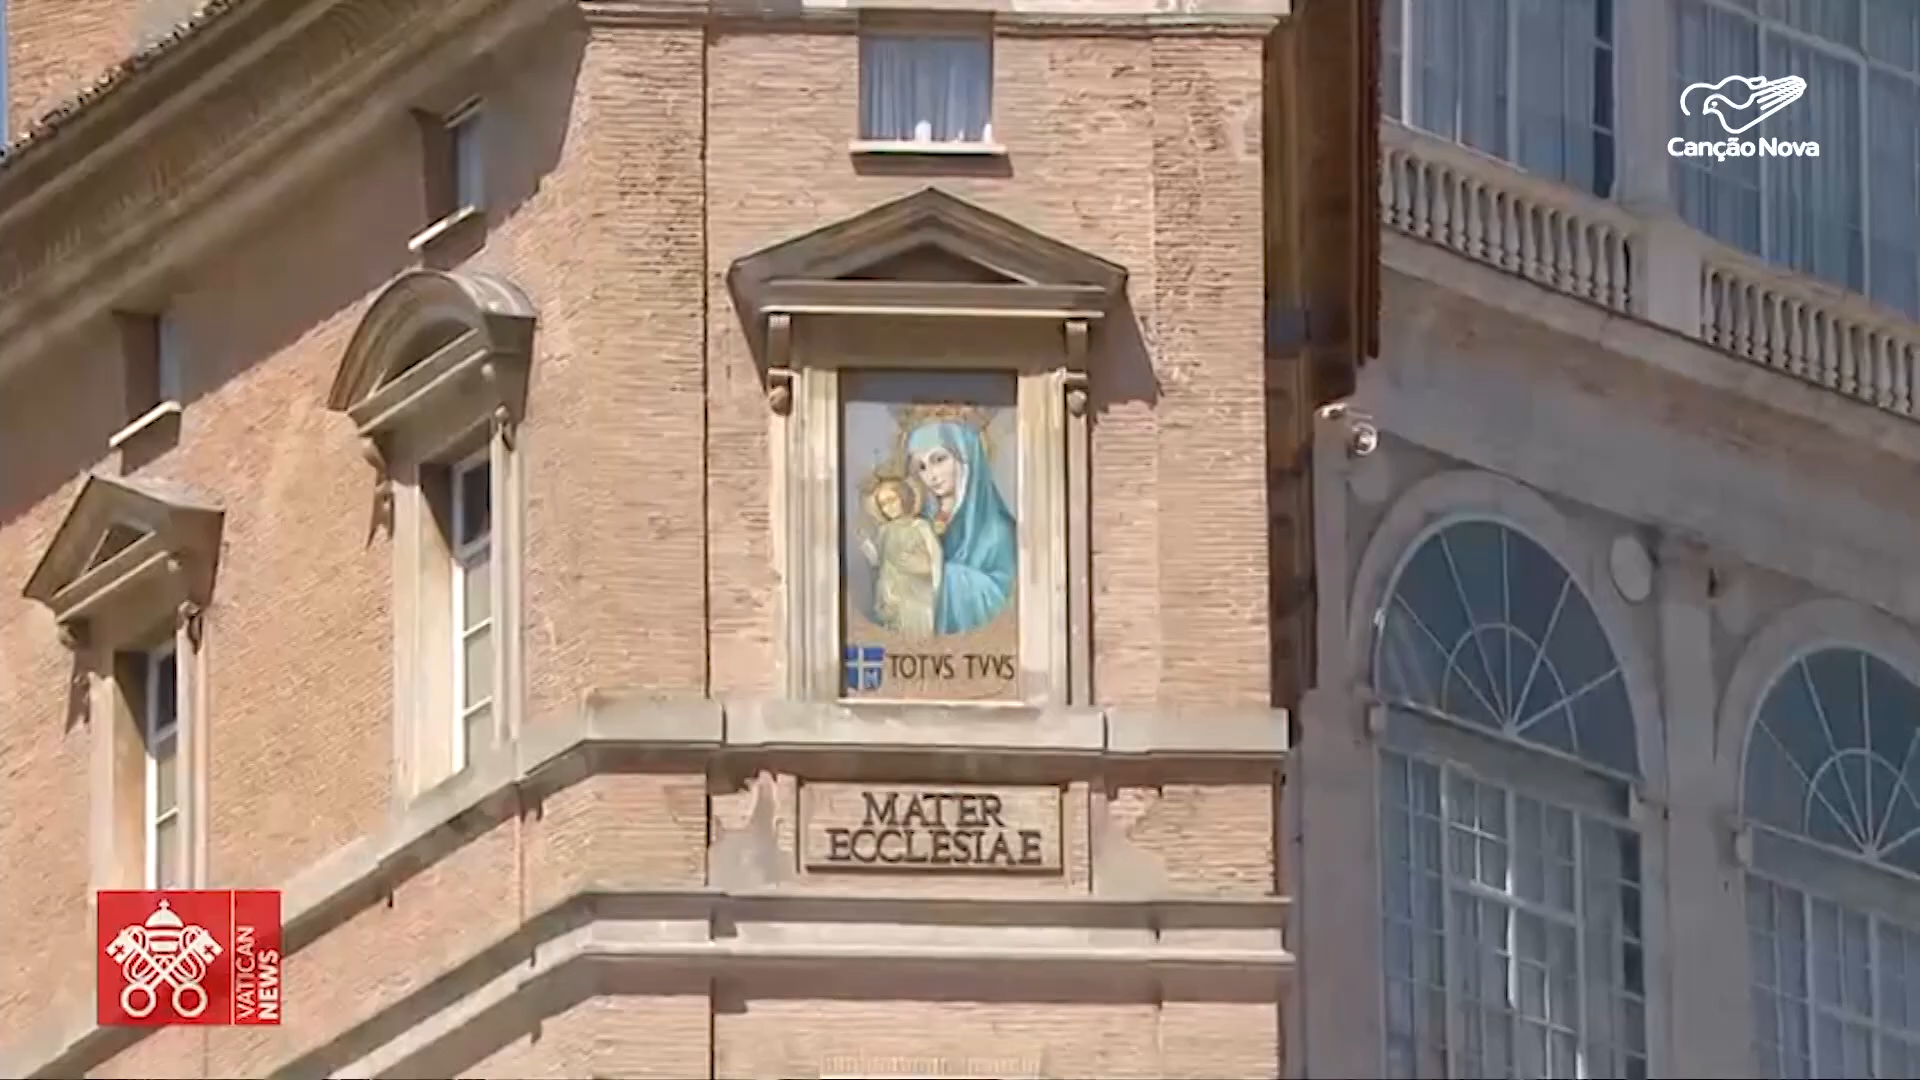 Canção Nova
TOTVS TVVS
M
MATER
ECCLESIAE
VATICAN
NEWS